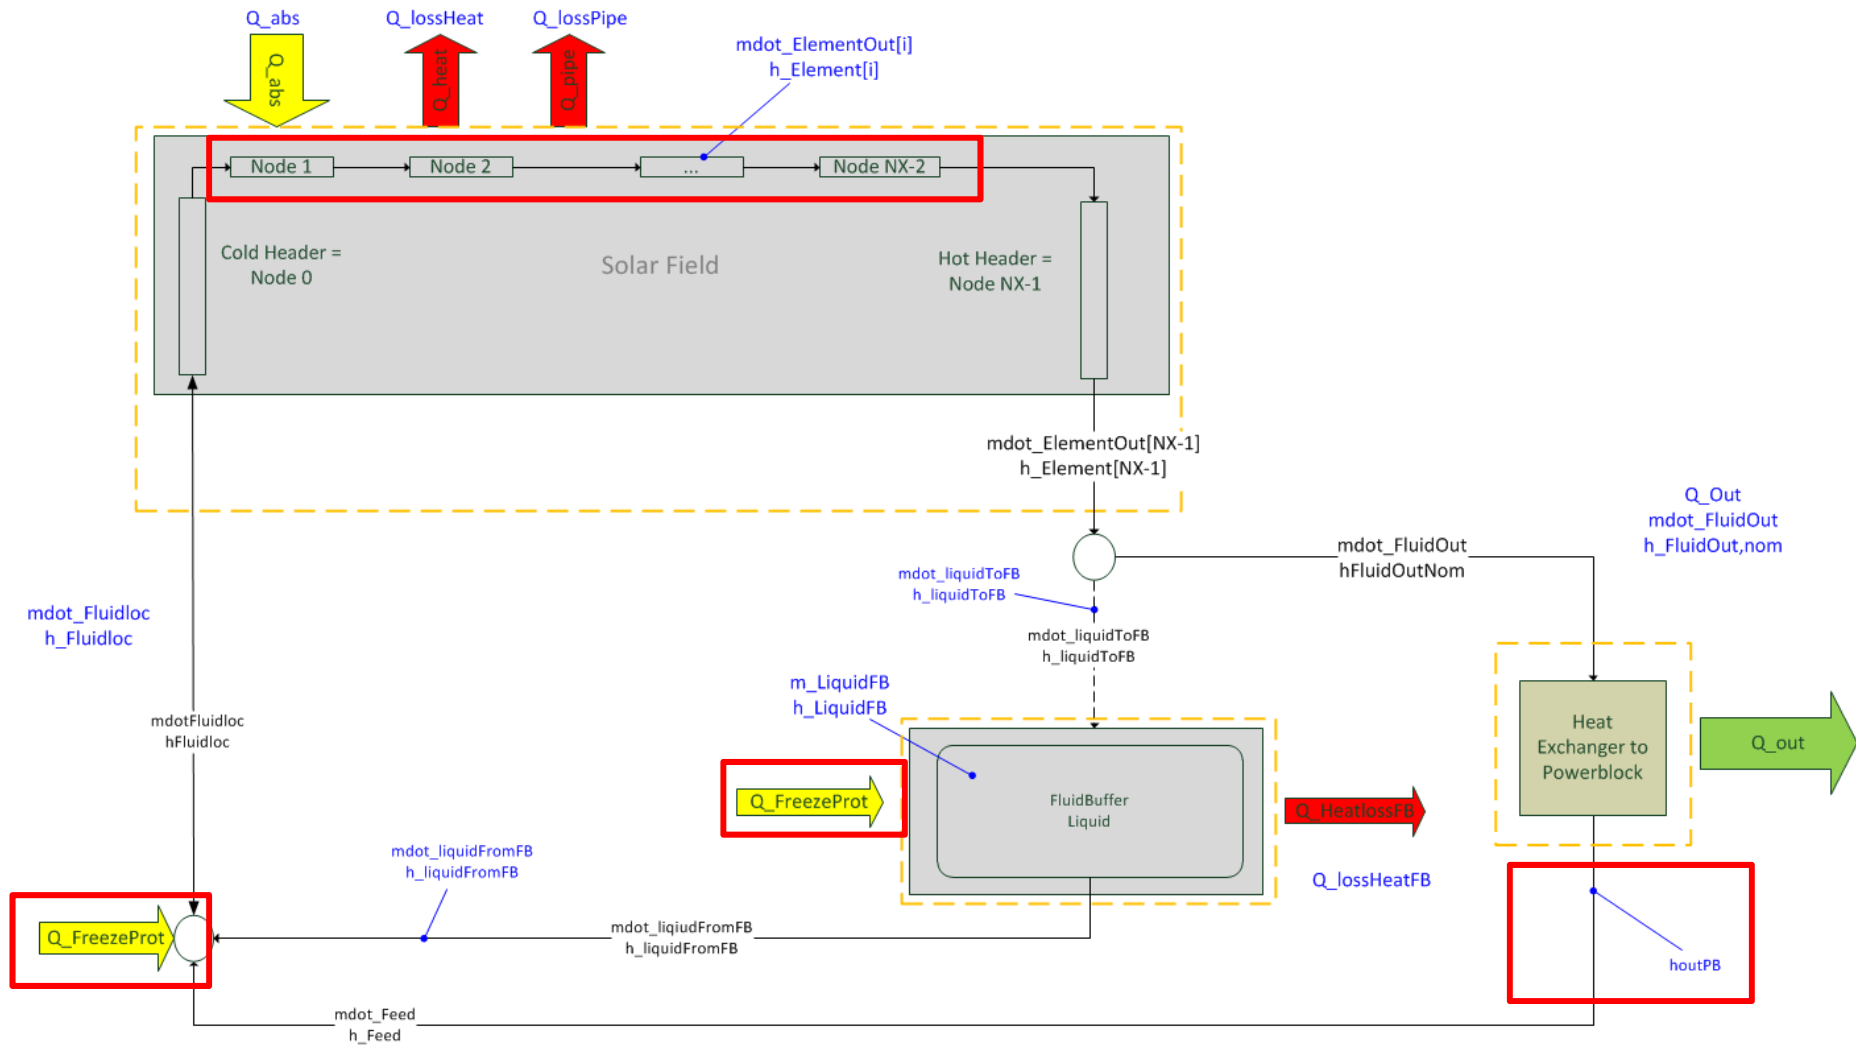 Q_abs
Q_lossHeat
Q_lossPipe
Q_abs
Q_heat
Q_pipe
mdot_ElementOut[i]
h_Element[i]
Node 1
Node 2
...
Node NX-2
Cold Header =
Node 0
Solar Field
Hot Header =
Node NX-1
mdot_ElementOut[NX-1]
h_Element[NX-1]
Q_Out
mdot_FluidOut
h_FluidOut,nom
mdot_FluidOut
hFluidOutNom
mdot_liquidToFB
h_liquidToFB
mdot_Fluidloc
h_Fluidloc
mdot_liquidToFB
h_liquidToFB
m_LiquidFB
h_LiquidFB
mdotFluidloc
hFluidloc
Heat
Exchanger to
Powerblock
Q_out
Q_FreezeProt
FluidBuffer
Liquid
Q_HeatlossFB
mdot_liquidFromFB
h_liquidFromFB
Q_lossHeatFB
Q_FreezeProt
mdot_liqiudFromFB
h_liquidFromFB
houtPB
mdot_Feed
h_Feed